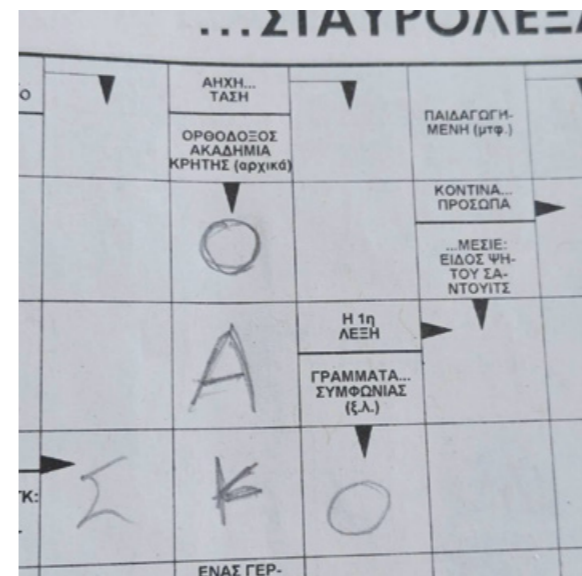 ...ΣΤΑΥΡΟΛΕΞΑ
ΑΗΧΗ...
ΤΑΣΗ
ΟΡΘΟΔΟΞΟΣ
ΑΚΑΔΗΜΙΑ
ΚΡΗΤΗΣ (αρχικά)
ΠΑΙΔΑΓΩΓΗ-
ΜΕΝΗ (μτφ.)
ΚΟΝΤΙΝΑ...
ΠΡΟΣΩΠΑ
Ο
...ΜΕΣΙΕ:
ΕΙΔΟΣ ΨΗ-
ΤΟΥ ΣΑ-
ΝΤΟΥΙΤΣ
Η 1η
ΛΕΞΗ
Α
ΓΡΑΜΜΑΤΑ...
ΣΥΜΦΩΝΙΑΣ
(ξ.λ.)
Σ Κ Ο
ΕΝΑΣ ΓΕΡ-